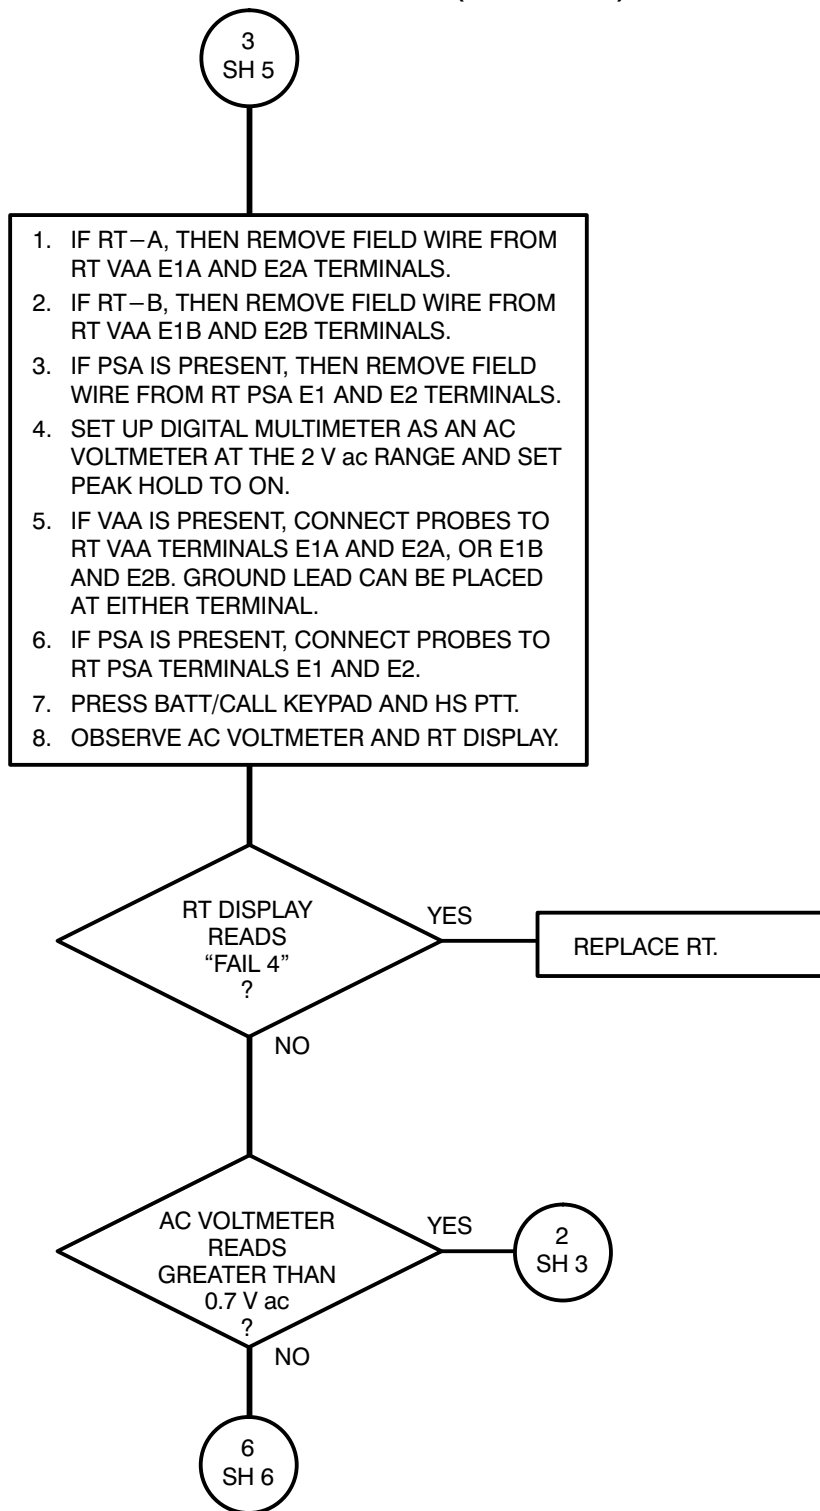 3
SH 5
1. IF RT−A, THEN REMOVE FIELD WIRE FROM
RT VAA E1A AND E2A TERMINALS.
2. IF RT−B, THEN REMOVE FIELD WIRE FROM
RT VAA E1B AND E2B TERMINALS.
3. IF PSA IS PRESENT, THEN REMOVE FIELD
WIRE FROM RT PSA E1 AND E2 TERMINALS.
4. SET UP DIGITAL MULTIMETER AS AN AC
VOLTMETER AT THE 2 V ac RANGE AND SET
PEAK HOLD TO ON.
5. IF VAA IS PRESENT, CONNECT PROBES TO
RT VAA TERMINALS E1A AND E2A, OR E1B
AND E2B. GROUND LEAD CAN BE PLACED
AT EITHER TERMINAL.
6. IF PSA IS PRESENT, CONNECT PROBES TO
RT PSA TERMINALS E1 AND E2.
7. PRESS BATT/CALL KEYPAD AND HS PTT.
8. OBSERVE AC VOLTMETER AND RT DISPLAY.
RT DISPLAY
READS
“FAIL 4”
?
YES
REPLACE RT.
NO
AC VOLTMETER
READS
GREATER THAN
0.7 V ac
?
YES
2
SH 3
NO
6
SH 6